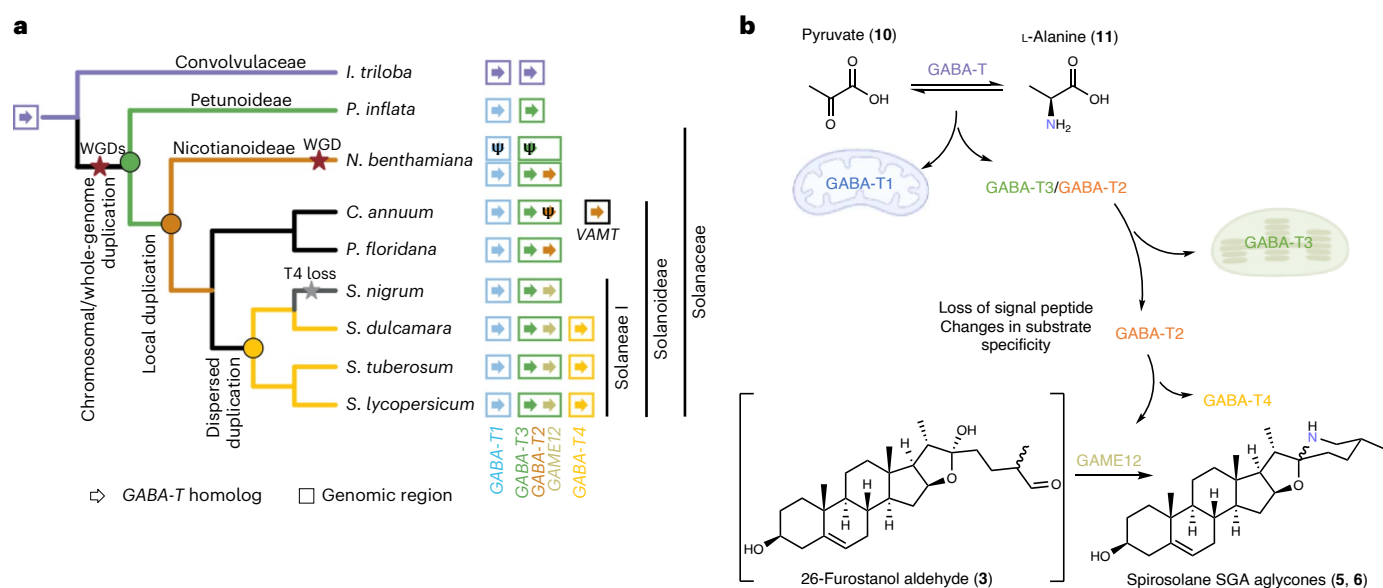 a
Convolvulaceae
I. triloba
Petunoideae
P. inflata
WGDs
Nicotianoideae
WGD
N. benthamiana
ψ
ψ
C. annuum
ψ
VAMT
P. floridana
T4 loss
S. nigrum
S. dulcamara
S. tuberosum
S. lycopersicum
Chromosomal/whole-genome
duplication
Local duplication
Dispersed
duplication
Solaneae I
Solanoideae
Solanaceae
GABA-T1
GABA-T3
GABA-T2
GAME12
GABA-T4
GABA-T homolog
Genomic region
b
Pyruvate (10)
L-Alanine (11)
GABA-T
O
OH
O
O
OH
NH2
GABA-T1
GABA-T3/GABA-T2
GABA-T3
Loss of signal peptide
Changes in substrate
specificity
GABA-T2
GABA-T4
GAME12
OH
H
O
O
H
H
H
HO
26-Furostanol aldehyde (3)
H
N
H
O
H
H
H
HO
Spirosolane SGA aglycones (5, 6)